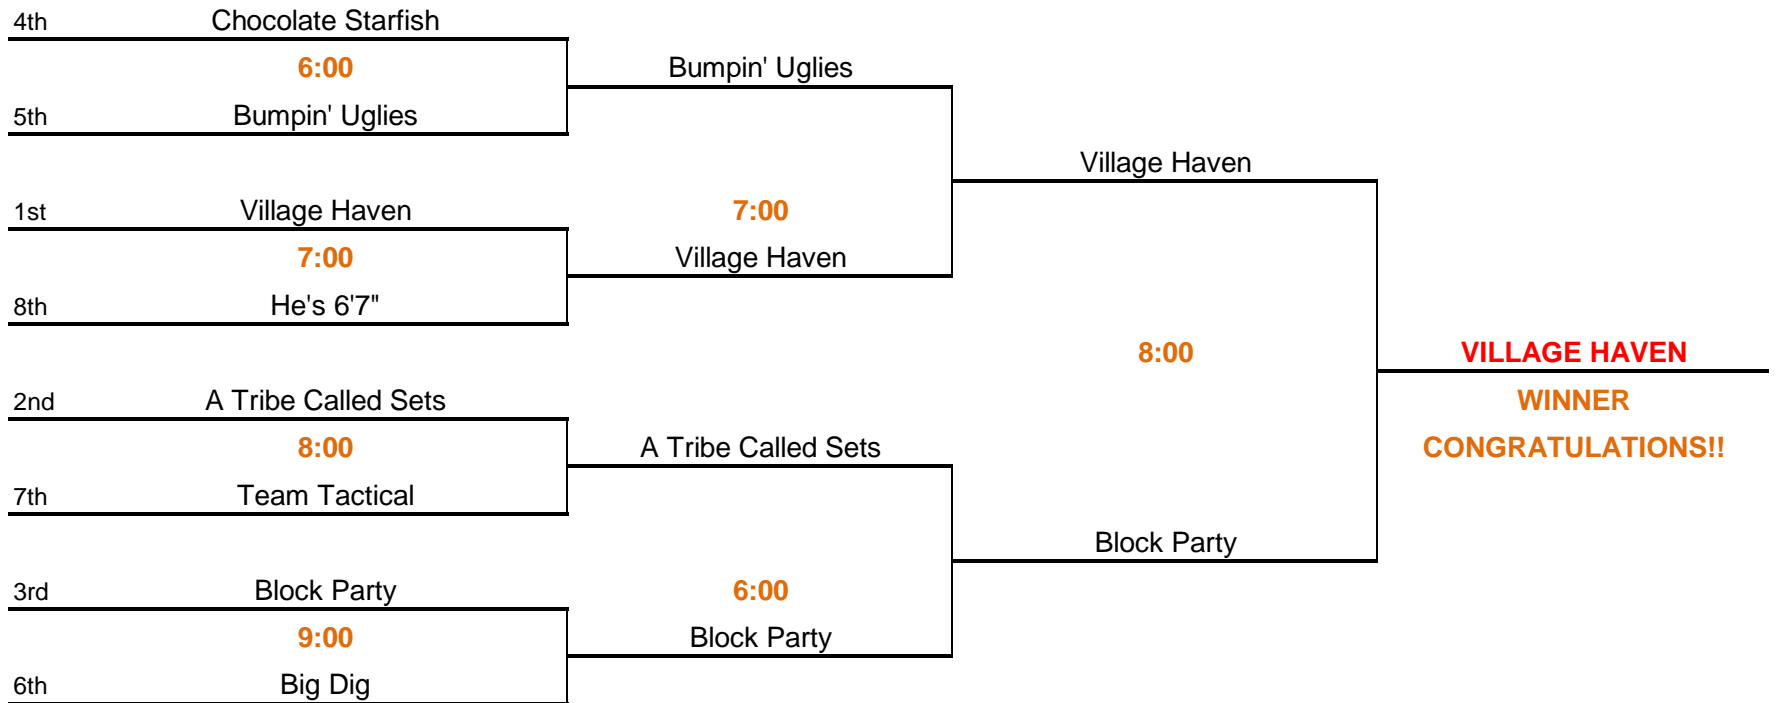 4th Chocolate Starfish
6:00 Bumpin' Uglies
5th Bumpin' Uglies
Village Haven
1st Village Haven 7:00
7:00 Village Haven
8th He's 6'7"
8:00 VILLAGE HAVEN
2nd A Tribe Called Sets WINNER
8:00 A Tribe Called Sets CONGRATULATIONS!!
7th Team Tactical
Block Party
3rd Block Party 6:00
9:00 Block Party
6th Big Dig